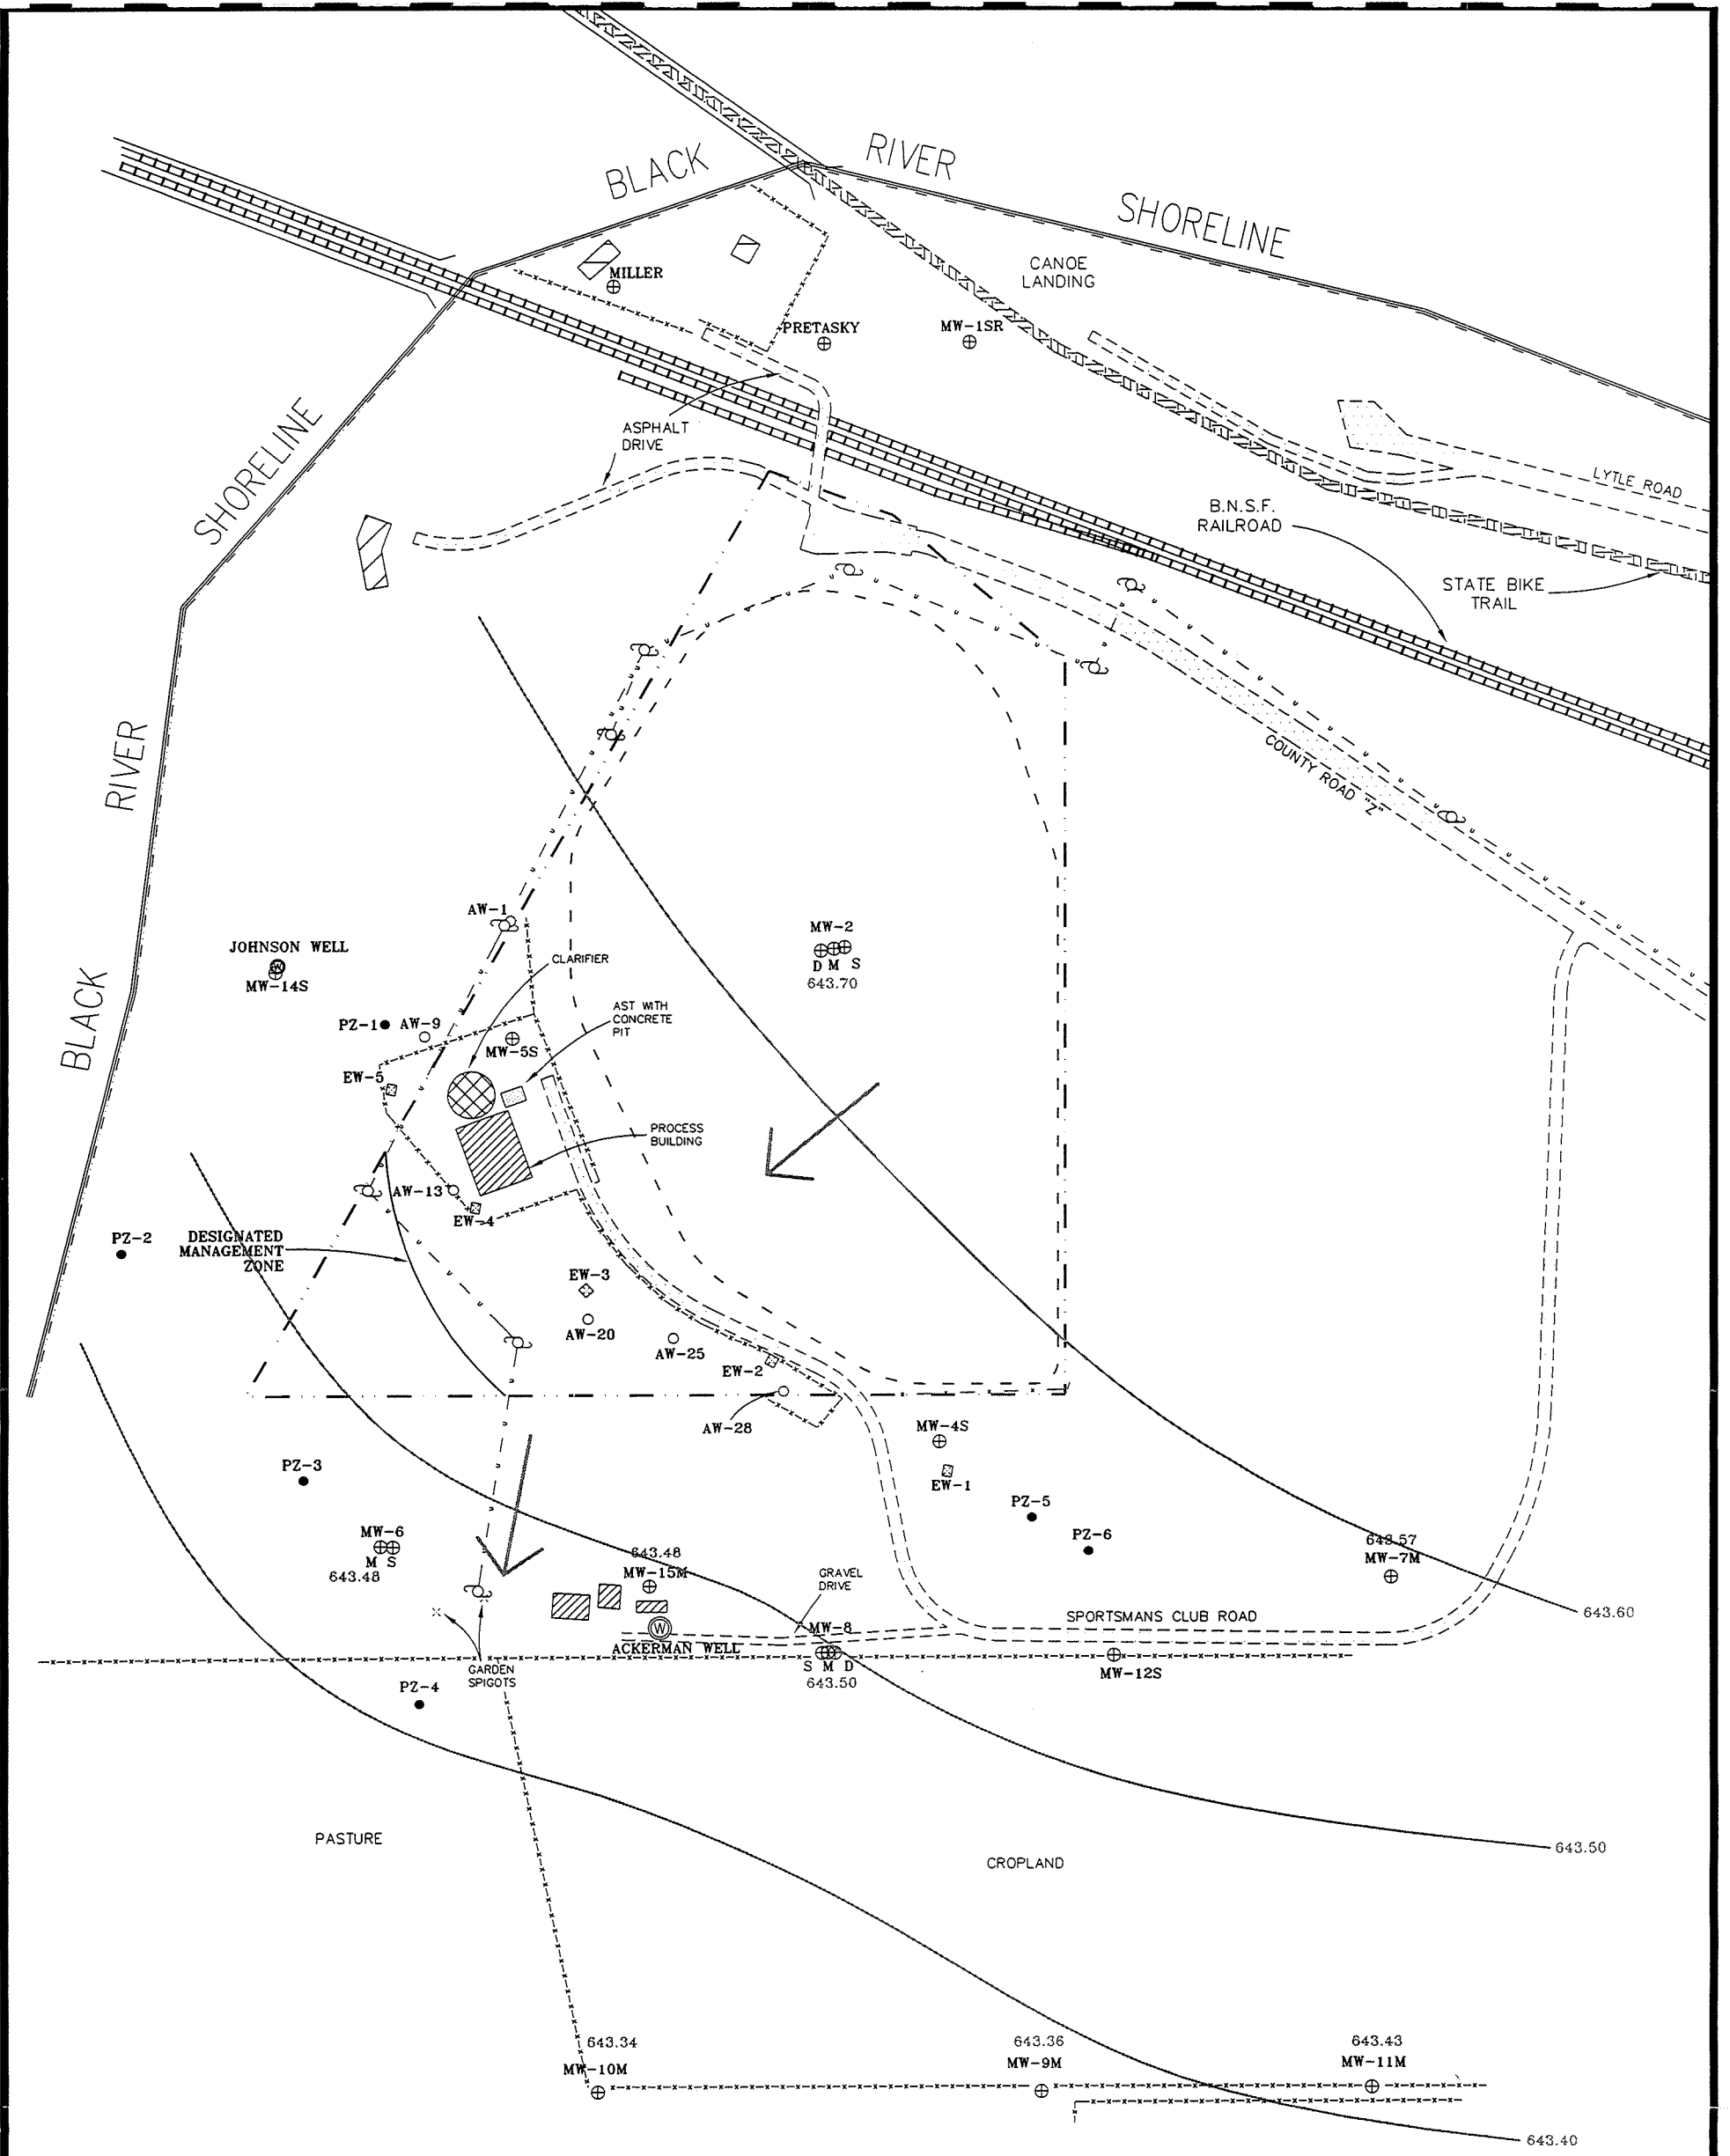 BLACK
RIVER
SHORELINE
MILLER
CANOE
LANDING
PRETASKY
MW-1SR
ASPHALT
DRIVE
SHORELINE
LYTLE ROAD
B.N.S.F.
RAILROAD
STATE BIKE
TRAIL
RIVER
COUNTY ROAD "Z"
AW-1
MW-2
JOHNSON WELL
CLARIFIER
D M S
MW-14S
643.70
BLACK
AST WITH
CONCRETE
PIT
PZ-1
AW-9
MW-5S
EW-5
PROCESS
BUILDING
AW-13
EW-4
PZ-2
DESIGNATED
MANAGEMENT
ZONE
EW-3
AW-20
AW-25
EW-2
AW-28
MW-4S
PZ-3
EW-1
PZ-5
MW-6
PZ-6
643.57
M S
643.48
MW-7M
643.48
MW-15M
GRAVEL
DRIVE
643.60
SPORTSMANS CLUB ROAD
MW-8
W
ACKERMAN WELL
S M D
GARDEN
SPIGOTS
MW-12S
643.50
PZ-4
PASTURE
643.50
CROPLAND
643.34
643.36
643.43
MW-10M
MW-9M
MW-11M
643.40